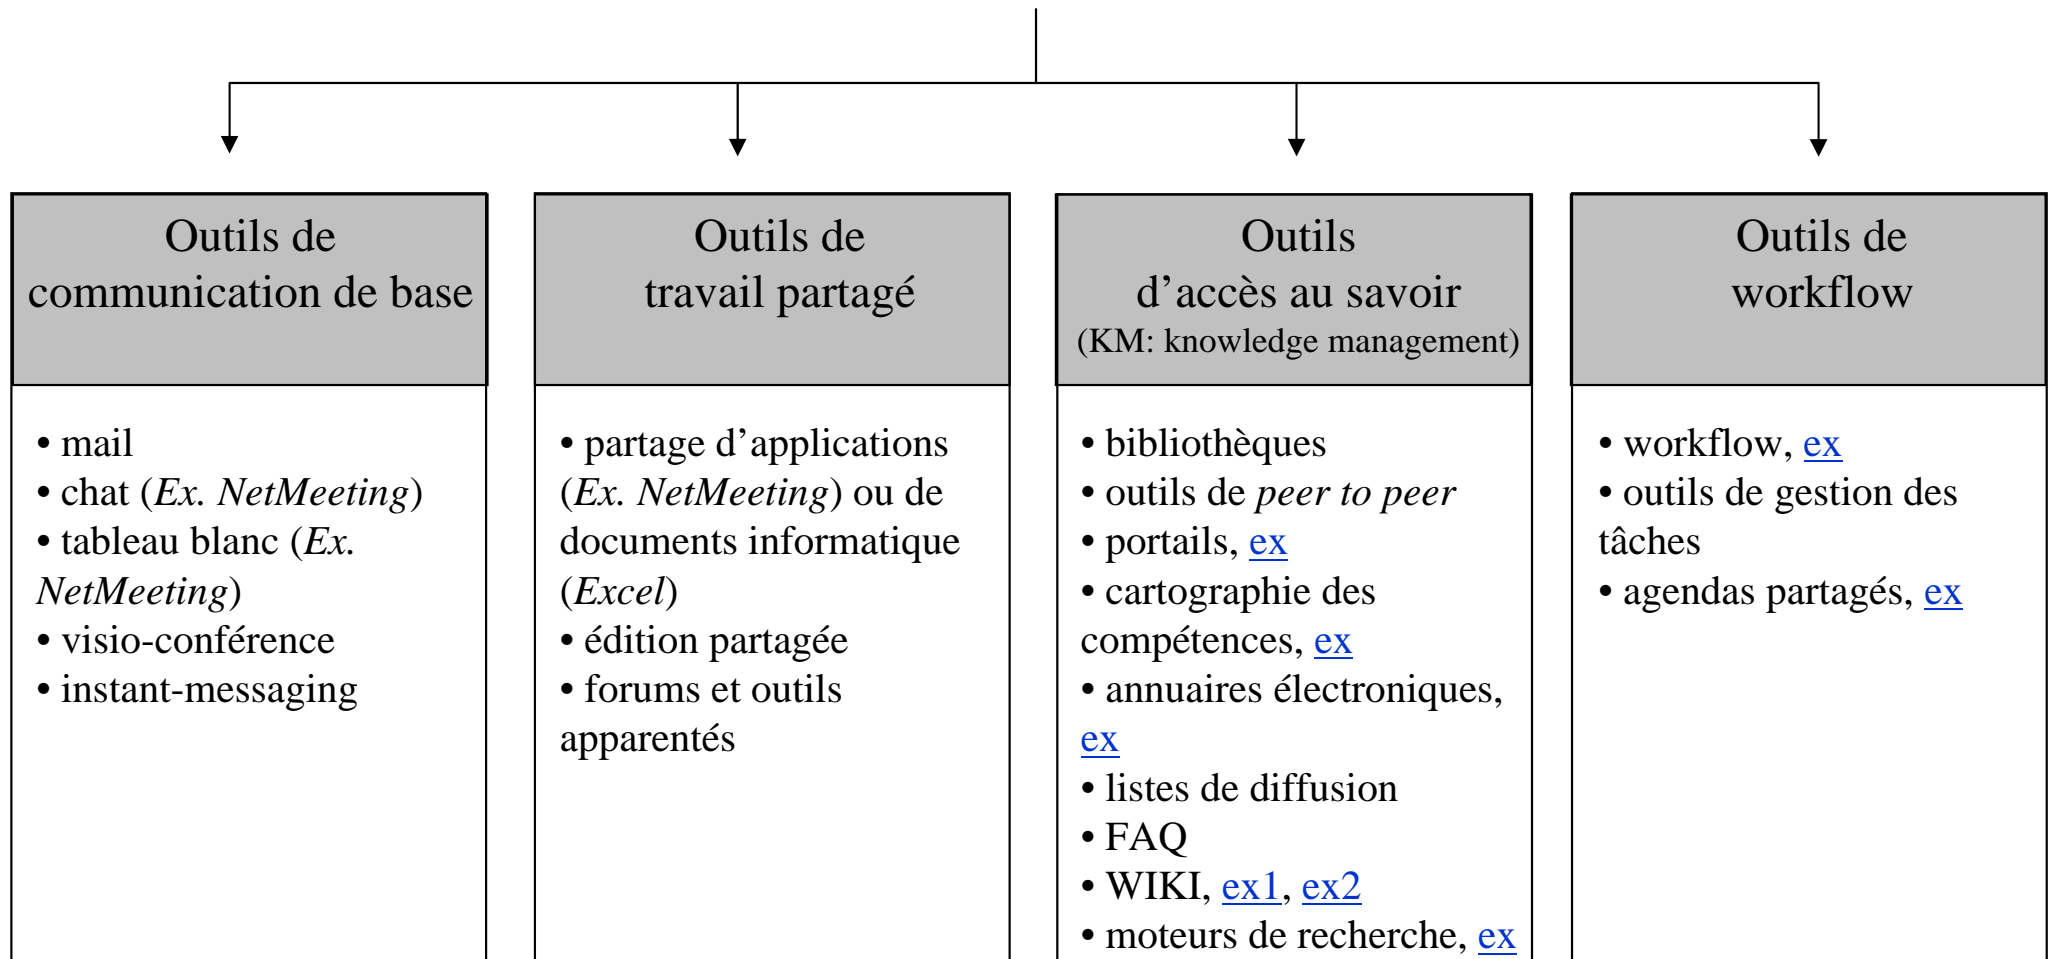 Outils de
communication de base
• mail
• chat (Ex. NetMeeting)
• tableau blanc (Ex.
NetMeeting)
• visio-conférence
• instant-messaging
Outils de
travail partagé
• partage d’applications
(Ex. NetMeeting) ou de
documents informatique
(Excel)
• édition partagée
• forums et outils
apparentés
Outils
d’accès au savoir
(KM: knowledge management)
• bibliothèques
• outils de peer to peer
• portails, ex
• cartographie des
compétences, ex
• annuaires électroniques,
ex
• listes de diffusion
• FAQ
• WIKI, ex1, ex2
• moteurs de recherche, ex
Outils de
workflow
• workflow, ex
• outils de gestion des
tâches
• agendas partagés, ex